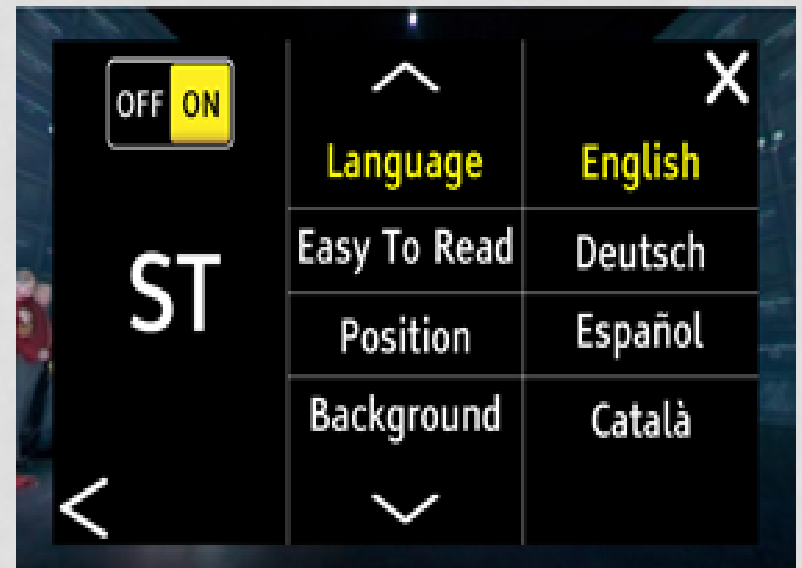 OFF ON
ST
Language
Easy To Read
Position
Background
X
English
Deutsch
Español
Català